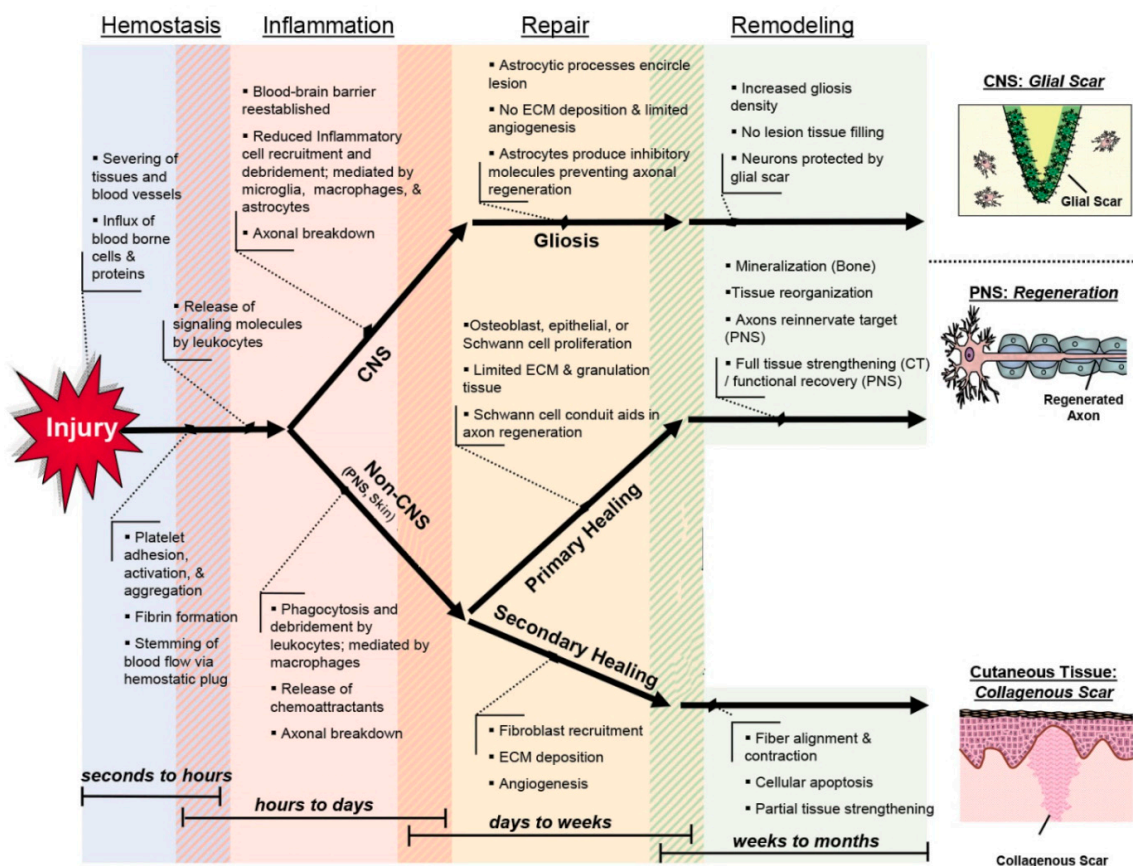 Hemostasis
Inflammation
Repair
Remodeling
▪ Severing of
tissues and
blood vessels
▪ Influx of
blood borne
cells &
proteins
▪ Release of
signaling molecules
by leukocytes
▪ Blood-brain barrier
reestablished
▪ Reduced Inflammatory
cell recruitment and
debridement; mediated by
microglia, macrophages, &
astrocytes
▪ Axonal breakdown
▪ Astrocytic processes encircle
lesion
▪ No ECM deposition & limited
angiogenesis
▪ Astrocytes produce inhibitory
molecules preventing axonal
regeneration
▪ Increased gliosis
density
▪ No lesion tissue filling
▪ Neurons protected by
glial scar
CNS: Glial Scar
Glial Scar
Gliosis
CNS
Injury
Non-CNS
(PNS, Skin)
▪Osteoblast, epithelial, or
Schwann cell proliferation
▪ Limited ECM & granulation
tissue
▪ Schwann cell conduit aids in
axon regeneration
▪ Mineralization (Bone)
▪Tissue reorganization
▪ Axons reinnervate target
(PNS)
▪ Full tissue strengthening (CT)
/ functional recovery (PNS)
PNS: Regeneration
Regenerated
Axon
Primary Healing
Secondary Healing
▪ Platelet
adhesion,
activation, &
aggregation
▪ Fibrin formation
▪ Stemming of
blood flow via
hemostatic plug
▪ Phagocytosis and
debridement by
leukocytes; mediated by
macrophages
▪ Release of
chemoattractants
▪ Axonal breakdown
▪ Fibroblast recruitment
▪ ECM deposition
▪ Angiogenesis
▪ Fiber alignment &
contraction
▪ Cellular apoptosis
▪ Partial tissue strengthening
Cutaneous Tissue:
Collagenous Scar
Collagenous Scar
seconds to hours
hours to days
days to weeks
weeks to months